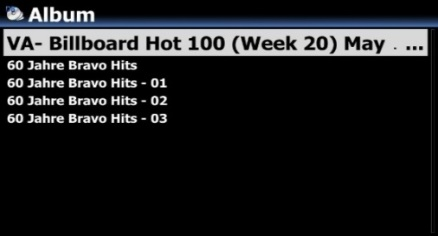 Album
VA- Billboard Hot 100 (Week 20) May . ...
60 Jahre Bravo Hits
60 Jahre Bravo Hits - 01
60 Jahre Bravo Hits - 02
60 Jahre Bravo Hits - 03